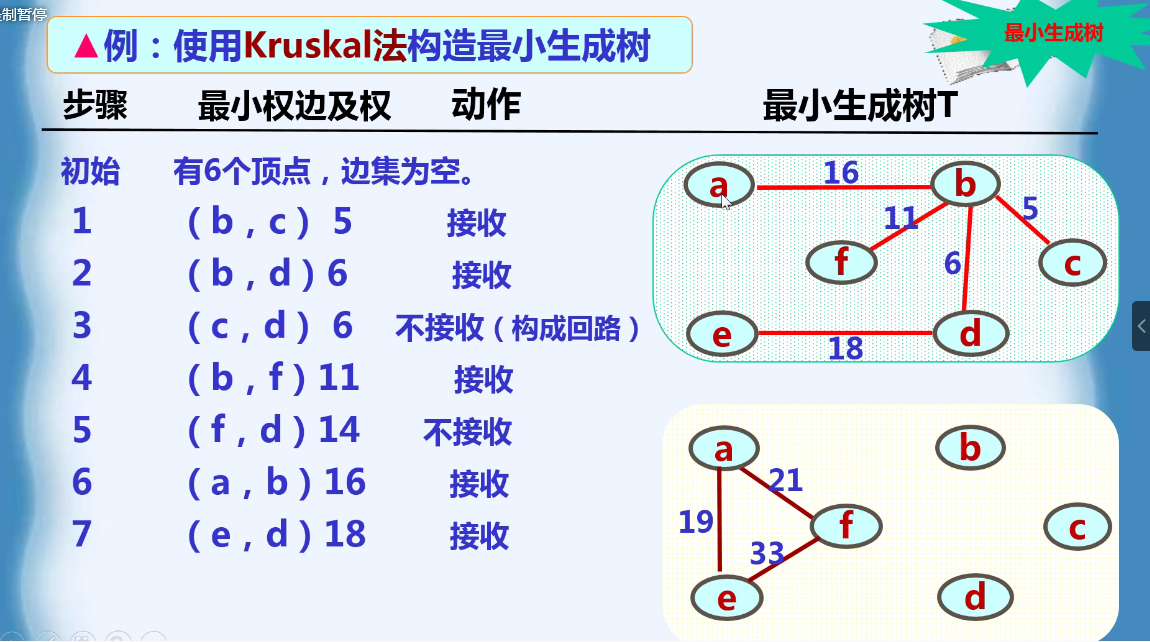 制暂停
▲例：使用Kruskal法构造最小生成树
最小生成树
步骤 最小权边及权 动作 最小生成树T
初始 有6个顶点，边集为空。
1 （b，c）5 接收
2 （b，d）6 接收
3 （c，d）6 不接收（构成回路）
4 （b，f）11 接收
5 （f，d）14 不接收
6 （a，b）16 接收
7 （e，d）18 接收
a 16 b
11 5
f 6 c
e 18 d
a b
21
19 f c
33
e d